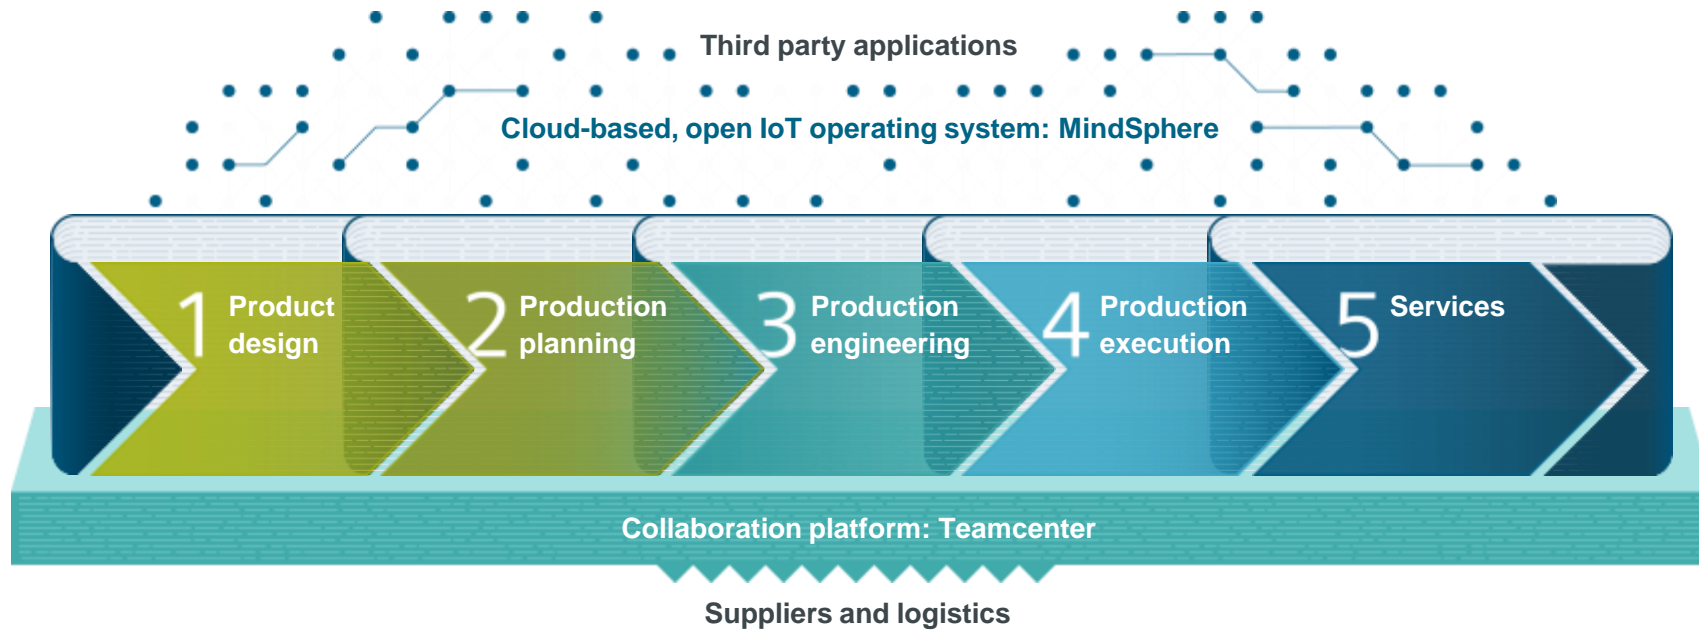 Third party applications
Cloud-based, open IoT operating system: MindSphere
1 Product
design
2 Production
planning
3 Production
engineering
4 Production
execution
5 Services
Collaboration platform: Teamcenter
Suppliers and logistics